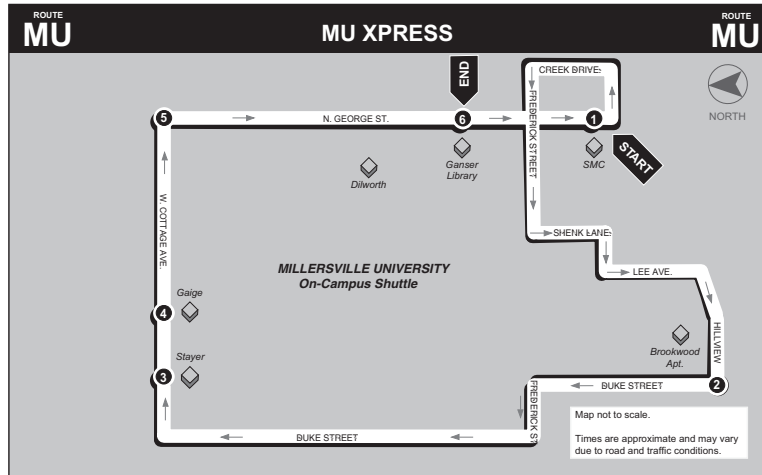 ROUTE
MU
MU XPRESS
ROUTE
MU
END
CREEK DRIVE
NORTH
5
N. GEORGE ST.
6
FREDERICK STREET
1
START
Ganser
Library
SMC
Dilworth
W. COTTAGE AVE.
SHENK LANE
MILLERSVILLE UNIVERSITY
On-Campus Shuttle
LEE AVE.
Gaige
4
HILLVIEW
Stayer
3
Brookwood
Apt.
DUKE STREET
2
FREDERICK ST.
DUKE STREET
Map not to scale.
Times are approximate and may vary
due to road and traffic conditions.